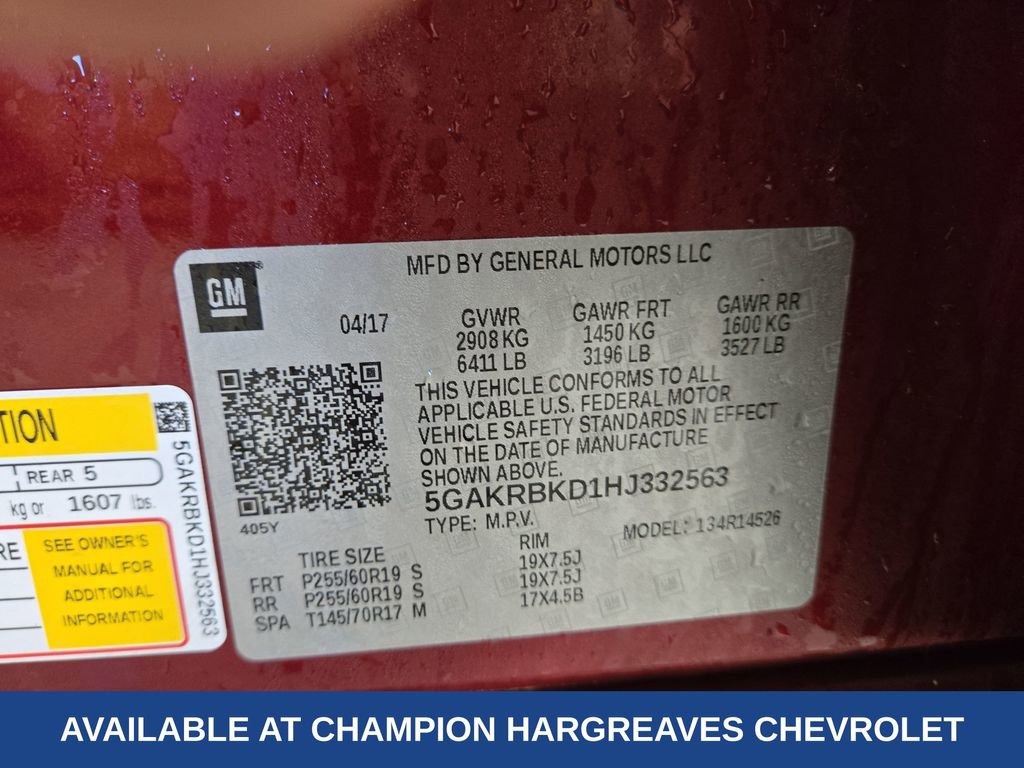 MFD BY GENERAL MOTORS LLC
GM
04/17
GVWR
2908 KG
6411 LB
GAWR FRT
1450 KG
3196 LB
GAWR RR
1600 KG
3527 LB
THIS VEHICLE CONFORMS TO ALL
APPLICABLE U.S. FEDERAL MOTOR
VEHICLE SAFETY STANDARDS IN EFFECT
ON THE DATE OF MANUFACTURE
SHOWN ABOVE.
5GAKRBKD1HJ332563
405Y
TYPE: M.P.V.
MODEL: 134R14526
TIRE SIZE RIM
FRT P255/60R19 S 19X7.5J
RR P255/60R19 S 19X7.5J
SPA T145/70R17 M 17X4.5B
TION
REAR 5
kg or 1607 lbs.
RE
SEE OWNER'S
MANUAL FOR
ADDITIONAL
INFORMATION
5GAKRBKD1HJ332563
AVAILABLE AT CHAMPION HARGREAVES CHEVROLET